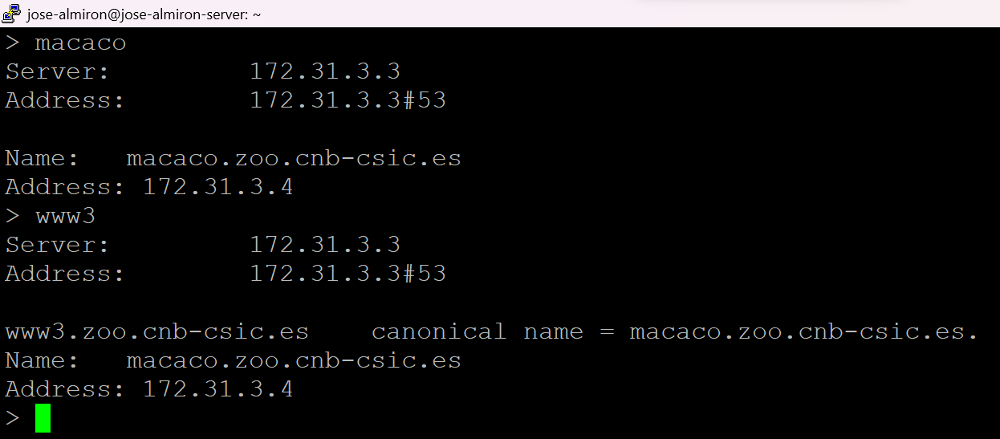 jose-almiron@jose-almiron-server: ~
> macaco
Server: 172.31.3.3
Address: 172.31.3.3#53
Name: macaco.zoo.cnb-csic.es
Address: 172.31.3.4
> www3
Server: 172.31.3.3
Address: 172.31.3.3#53
www3.zoo.cnb-csic.es canonical name = macaco.zoo.cnb-csic.es.
Name: macaco.zoo.cnb-csic.es
Address: 172.31.3.4
>